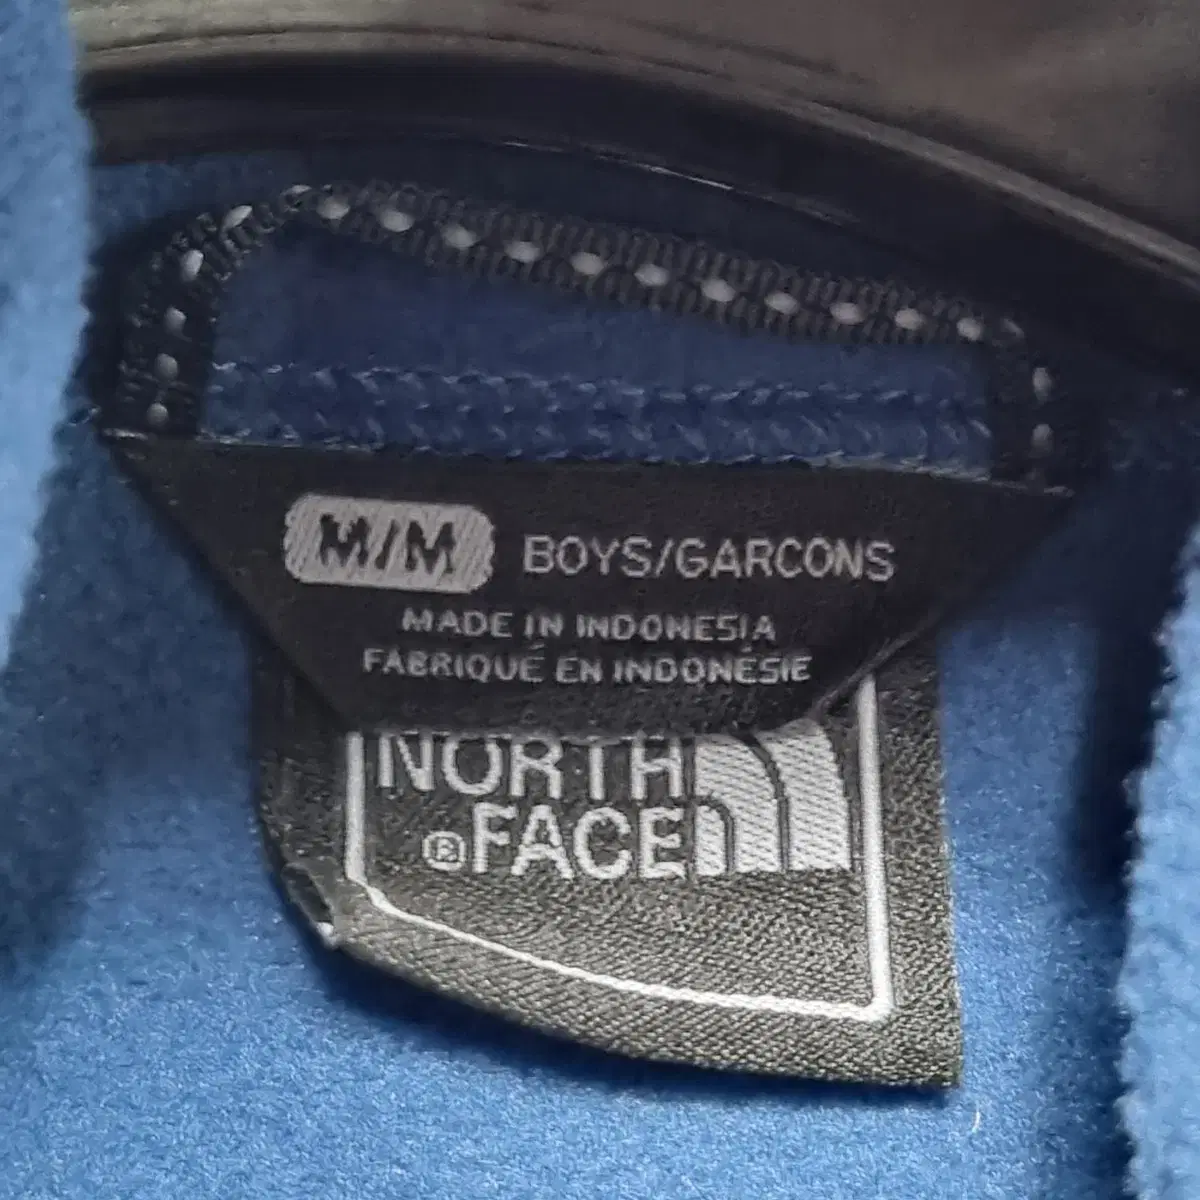 M/M BOYS/GARCONS
MADE IN INDONESIA
FABRIQUÉ EN INDONÉSIE
NORTH
®FACE